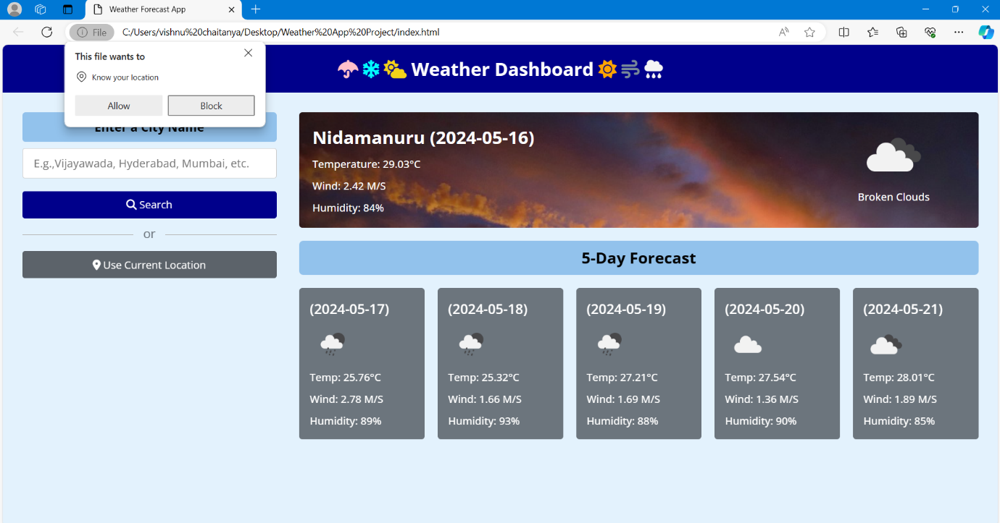 Weather Forecast App
File C:/Users/vishnu%20chaitanya/Desktop/Weather%20App%20Project/index.html
This file wants to
Know your location
Allow Block
Weather Dashboard
Enter a City Name
E.g.,Vijayawada, Hyderabad, Mumbai, etc.
Search
or
Use Current Location
Nidamanuru (2024-05-16)
Temperature: 29.03°C
Wind: 2.42 M/S
Humidity: 84%
Broken Clouds
5-Day Forecast
(2024-05-17)
Temp: 25.76°C
Wind: 2.78 M/S
Humidity: 89%
(2024-05-18)
Temp: 25.32°C
Wind: 1.66 M/S
Humidity: 93%
(2024-05-19)
Temp: 27.21°C
Wind: 1.69 M/S
Humidity: 88%
(2024-05-20)
Temp: 27.54°C
Wind: 1.36 M/S
Humidity: 90%
(2024-05-21)
Temp: 28.01°C
Wind: 1.89 M/S
Humidity: 85%